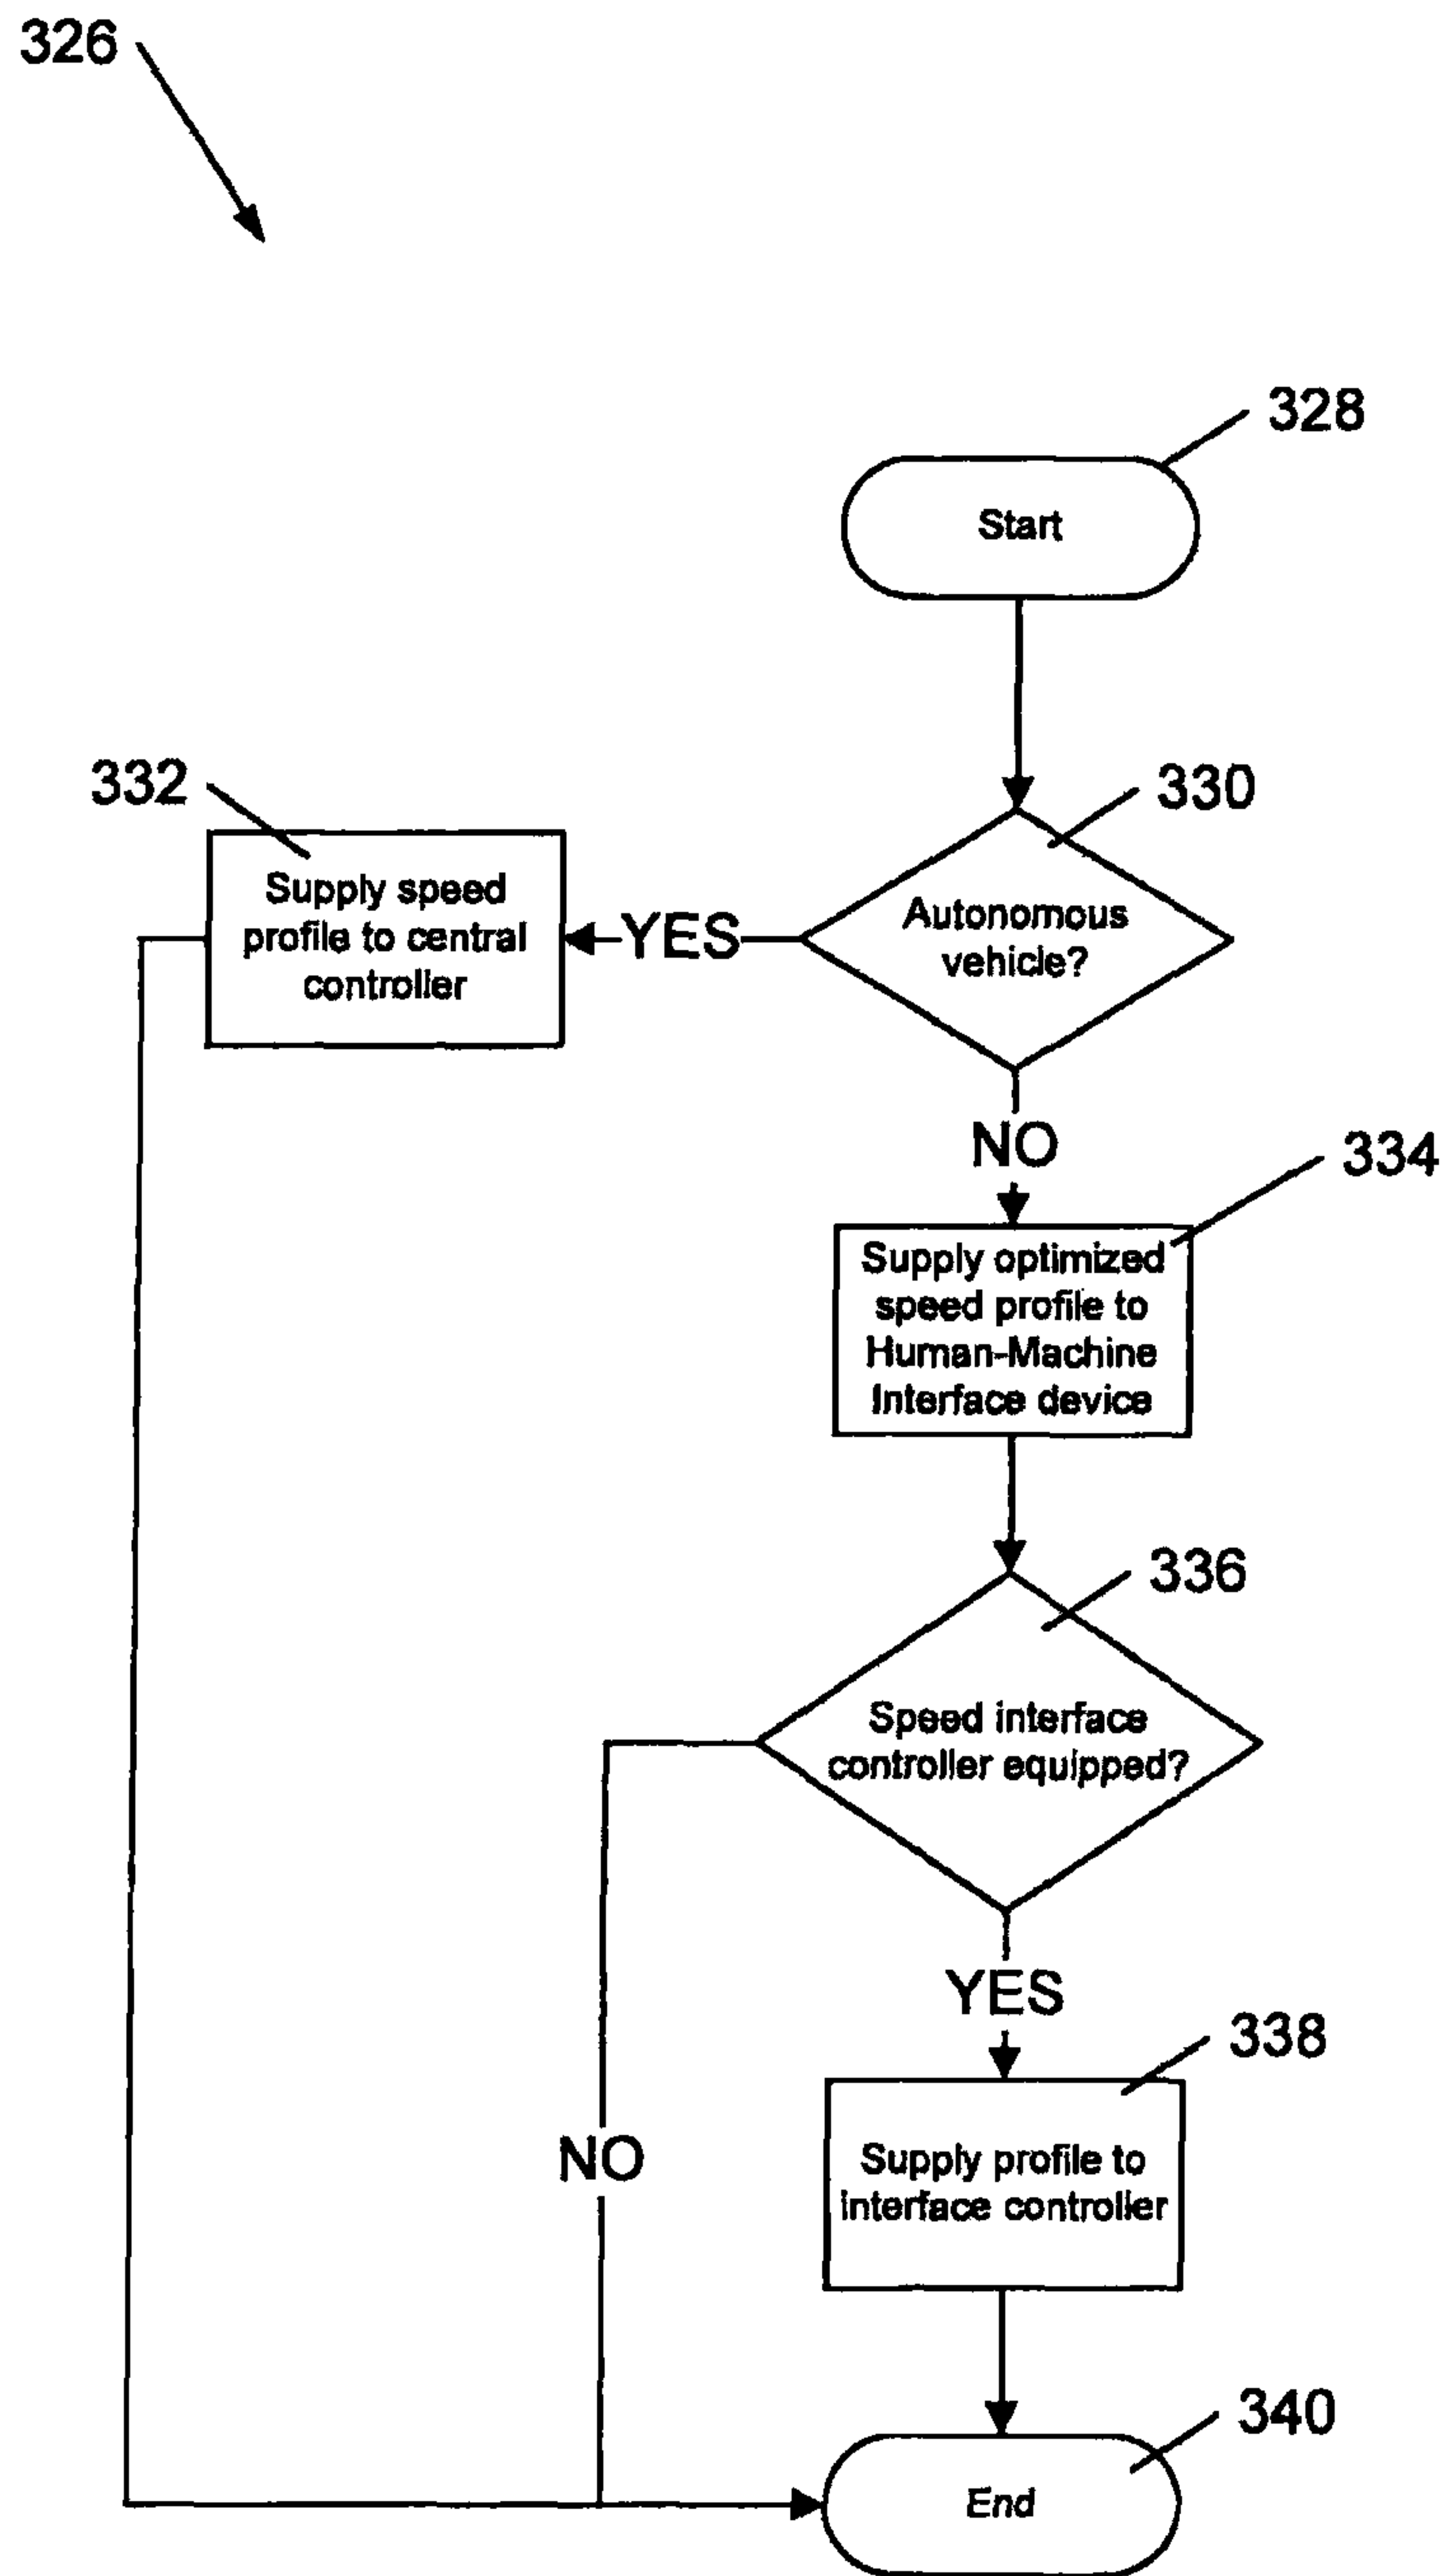 326
328
Start
332
330
Supply speed
profile to central
controller
YES
Autonomous
vehicle?
NO
334
Supply optimized
speed profile to
Human-Machine
Interface device
336
Speed interface
controller equipped?
YES
338
NO
Supply profile to
interface controller
340
End